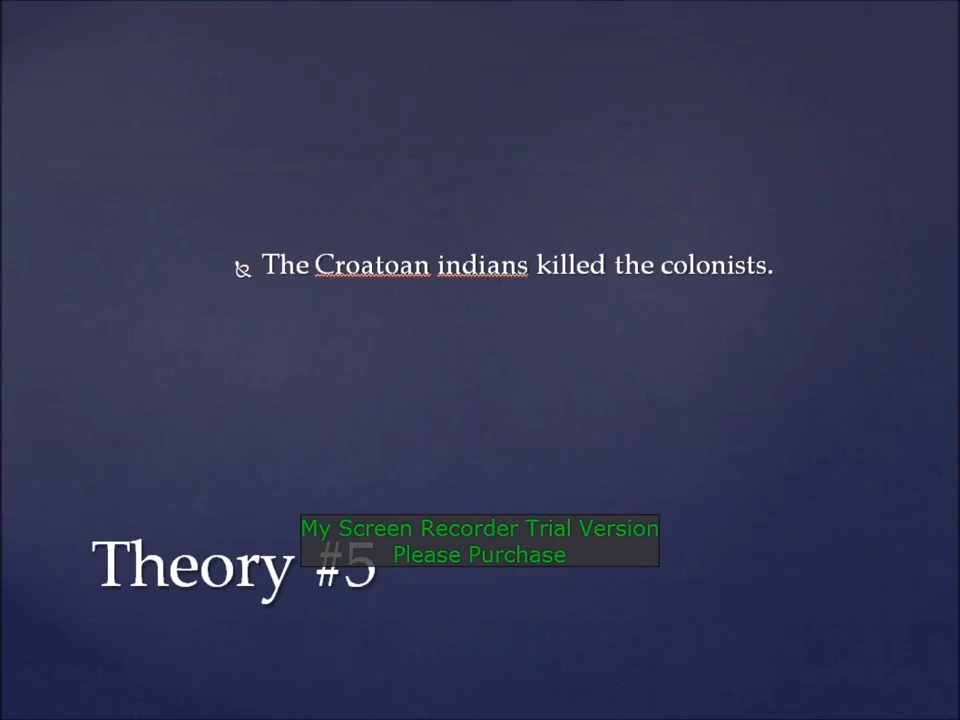 The Croatoan indians killed the colonists.
My Screen Recorder Trial Version
Please Purchase
Theory #5